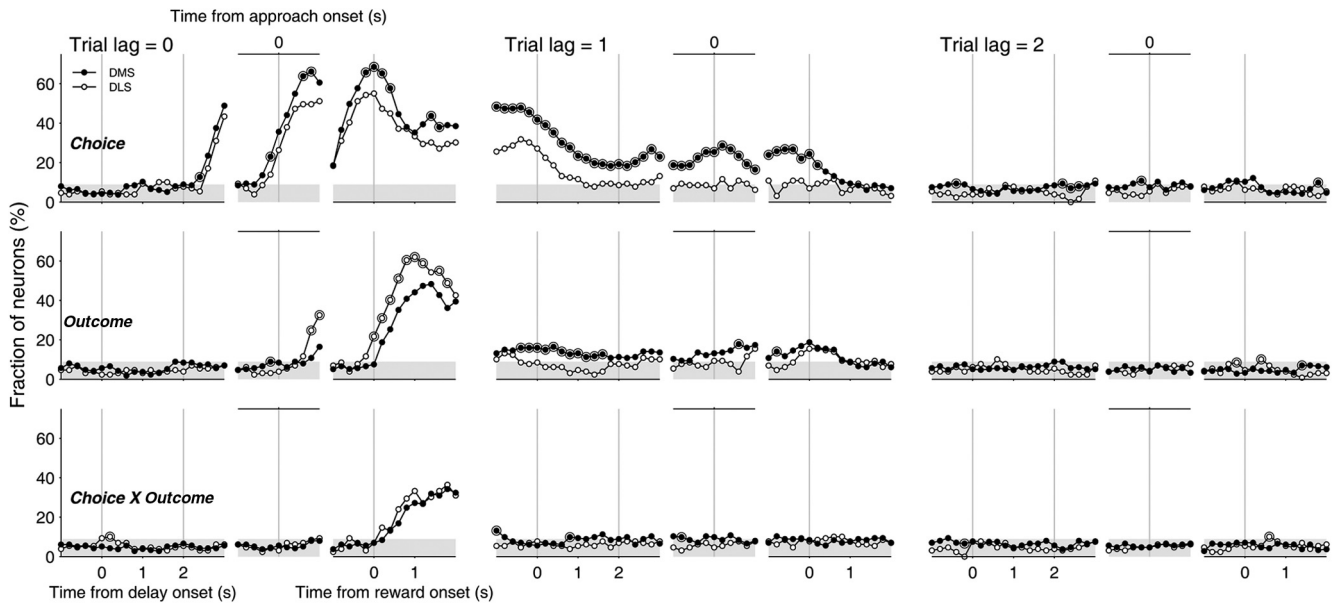 Time from approach onset (s)
Trial lag = 0
0
Trial lag = 1
0
Trial lag = 2
0
DMS
DLS
Choice
60
40
20
0
Outcome
60
40
20
0
Fraction of neurons (%)
Choice X Outcome
60
40
20
0
0 1 2
0 1
0 1 2
0 1
0 1 2
0 1
Time from delay onset (s)
Time from reward onset (s)